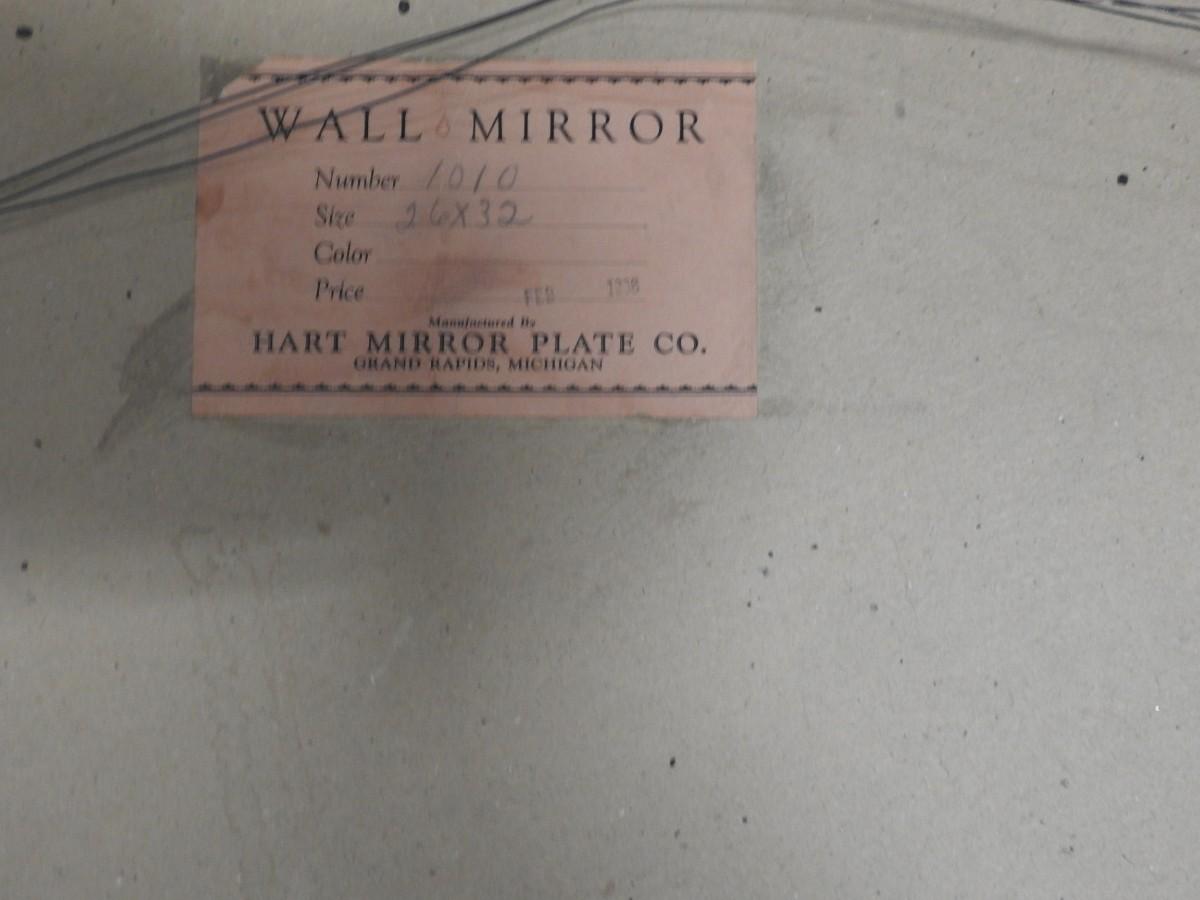 WALL MIRROR
Number 1010
Size 26X32
Color
Price FEB 1938
Manufactured By
HART MIRROR PLATE CO.
GRAND RAPIDS, MICHIGAN